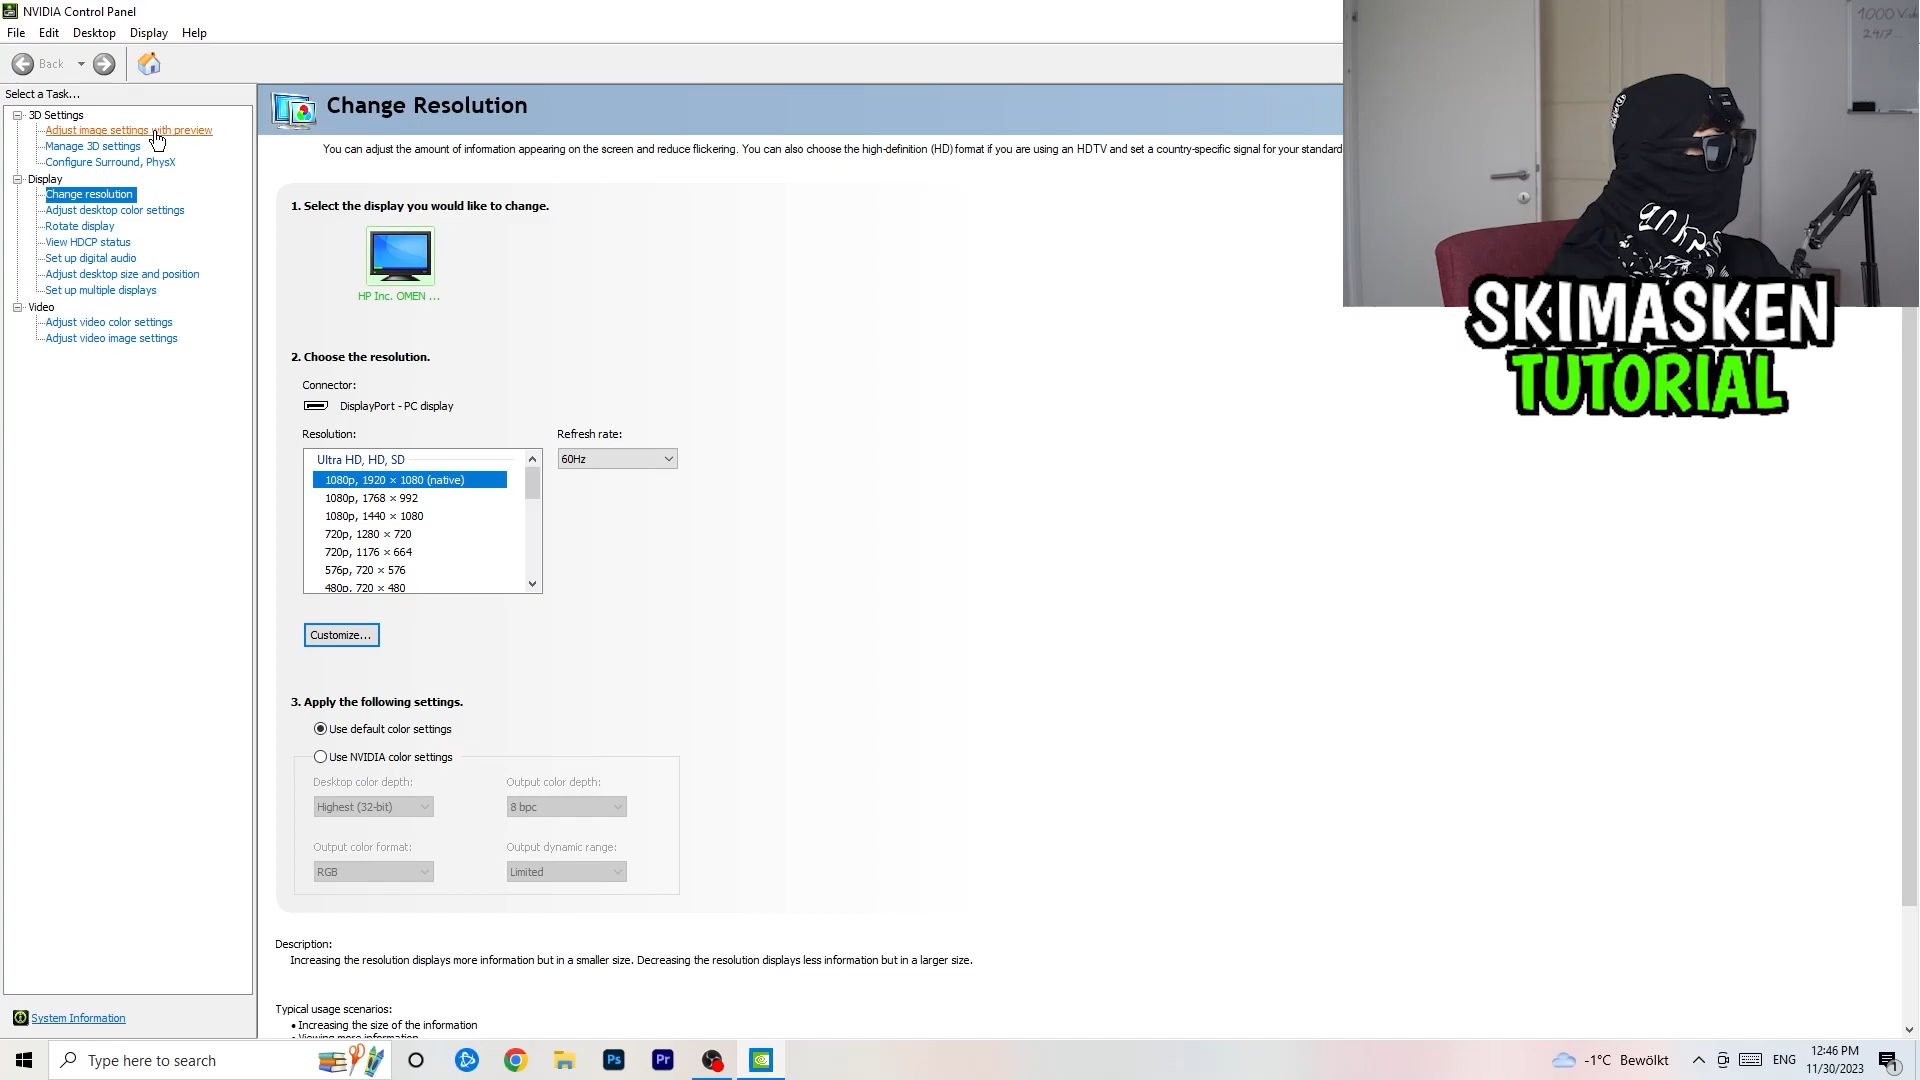 NVIDIA Control Panel
File Edit Desktop Display Help
Back
Select a Task...
3D Settings
Adjust image settings with preview
Manage 3D settings
Configure Surround, PhysX
Display
Change resolution
Adjust desktop color settings
Rotate display
View HDCP status
Set up digital audio
Adjust desktop size and position
Set up multiple displays
Video
Adjust video color settings
Adjust video image settings
System Information
Change Resolution
You can adjust the amount of information appearing on the screen and reduce flickering. You can also choose the high-definition (HD) format if you are using an HDTV and set a country-specific signal for your standard
1. Select the display you would like to change.
HP Inc. OMEN ...
2. Choose the resolution.
Connector:
DisplayPort - PC display
Resolution:
Refresh rate:
Ultra HD, HD, SD
60Hz
1080p, 1920 × 1080 (native)
1080p, 1768 × 992
1080p, 1440 × 1080
720p, 1280 × 720
720p, 1176 × 664
576p, 720 × 576
480p, 720 × 480
Customize...
3. Apply the following settings.
Use default color settings
Use NVIDIA color settings
Desktop color depth:
Output color depth:
Highest (32-bit)
8 bpc
Output color format:
Output dynamic range:
RGB
Limited
Description:
Increasing the resolution displays more information but in a smaller size. Decreasing the resolution displays less information but in a larger size.
Typical usage scenarios:
• Increasing the size of the information
• Viewing more information
1000 V
24/7
SKIMASKEN
TUTORIAL
Type here to search
Ps
Pr
-1°C Bewölkt
ENG
12:46 PM
11/30/2023
1